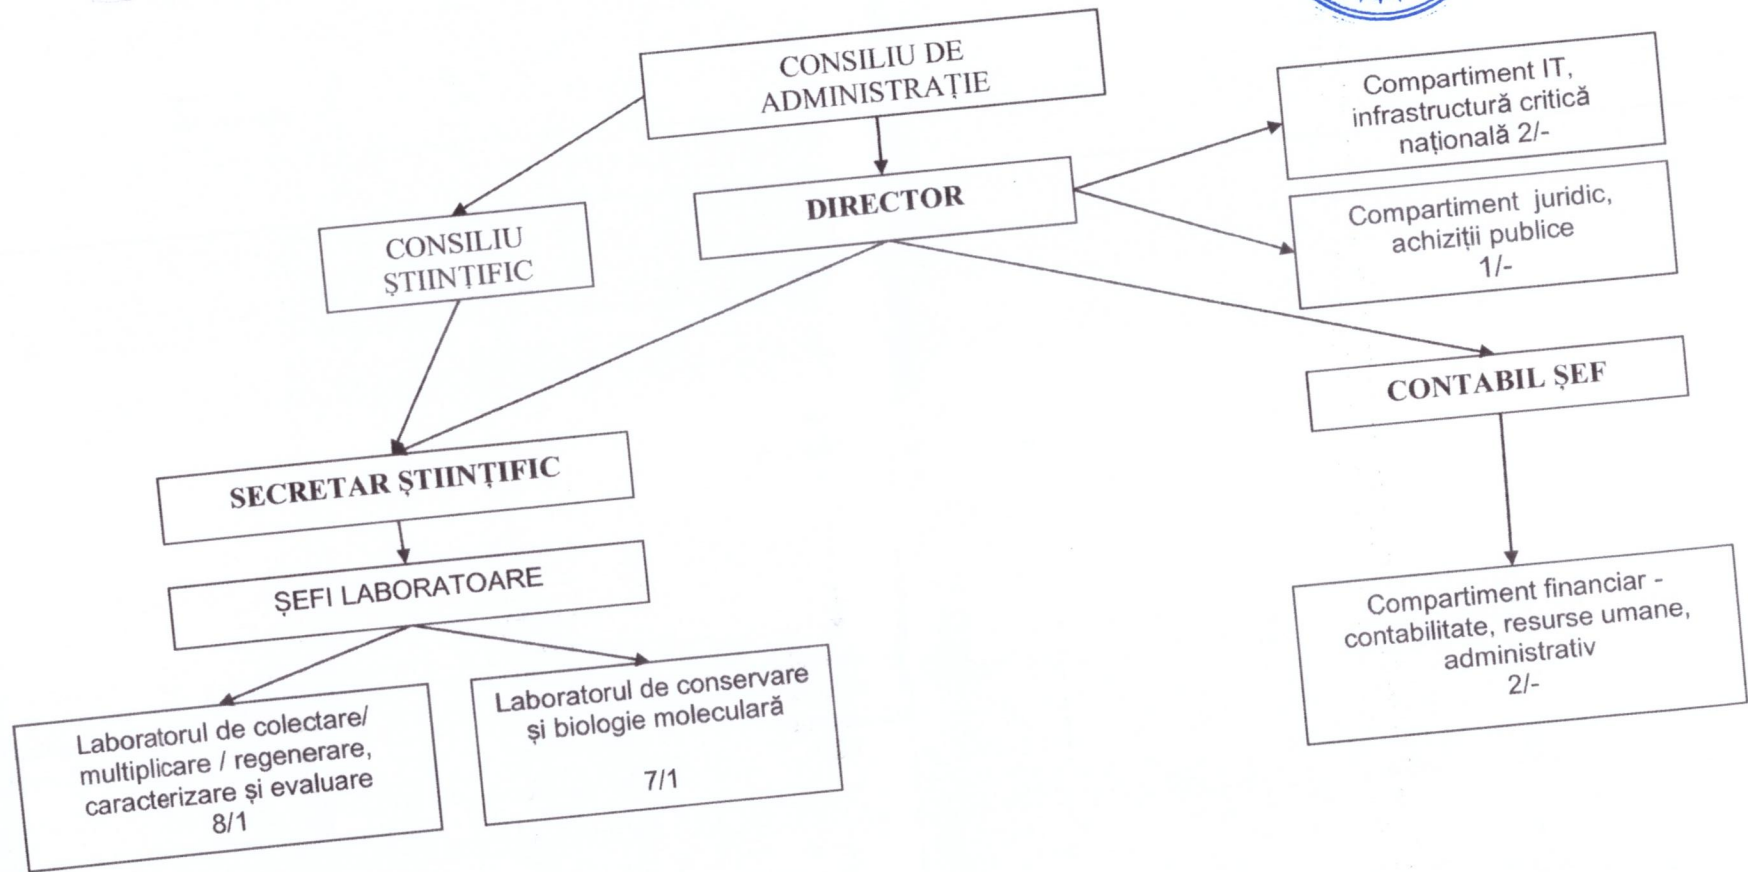 CONSILIU DE
ADMINISTRAȚIE
Compartiment IT,
infrastructură critică
națională 2/-
DIRECTOR
Compartiment juridic,
achiziții publice
1/-
CONSILIU
ȘTIINȚIFIC
CONTABIL ȘEF
SECRETAR ȘTIINȚIFIC
ȘEFI LABORATOARE
Compartiment financiar -
contabilitate, resurse umane,
administrativ
2/-
Laboratorul de colectare/
multiplicare / regenerare,
caracterizare și evaluare
8/1
Laboratorul de conservare
și biologie moleculară
7/1